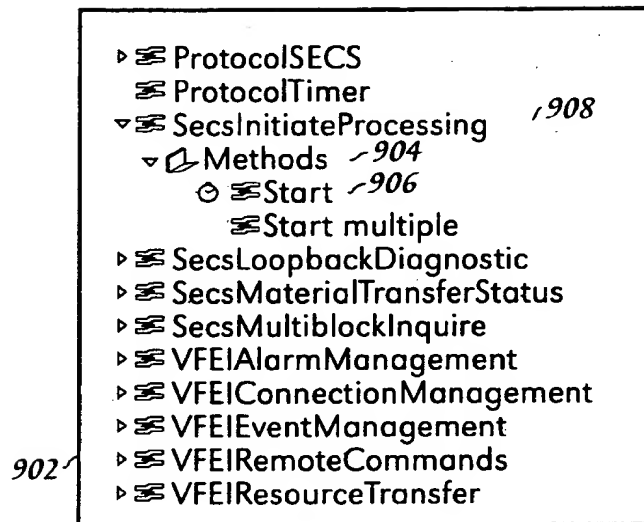 ProtocolSECS
ProtocolTimer
SecsInitiateProcessing 908
Methods 904
Start 906
Start multiple
SecsLoopbackDiagnostic
SecsMaterialTransferStatus
SecsMultiblockInquire
VFEIAlarmManagement
VFEIConnectionManagement
VFEIEventManagement
902 VFEIRemoteCommands
VFEIResourceTransfer